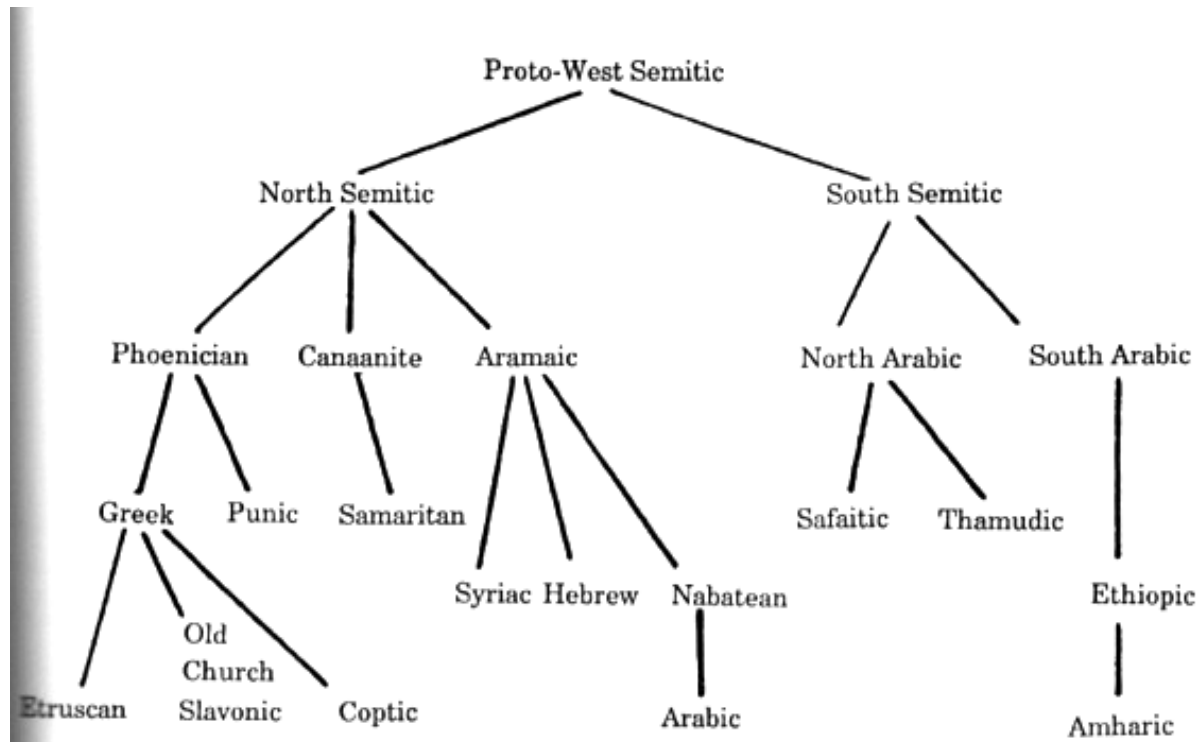 Proto-West Semitic
North Semitic South Semitic
Phoenician Canaanite Aramaic North Arabic South Arabic
Greek Punic Samaritan Safaitic Thamudic
Syriac Hebrew Nabatean Ethiopic
Old
Church
Etruscan Slavonic Coptic Arabic Amharic